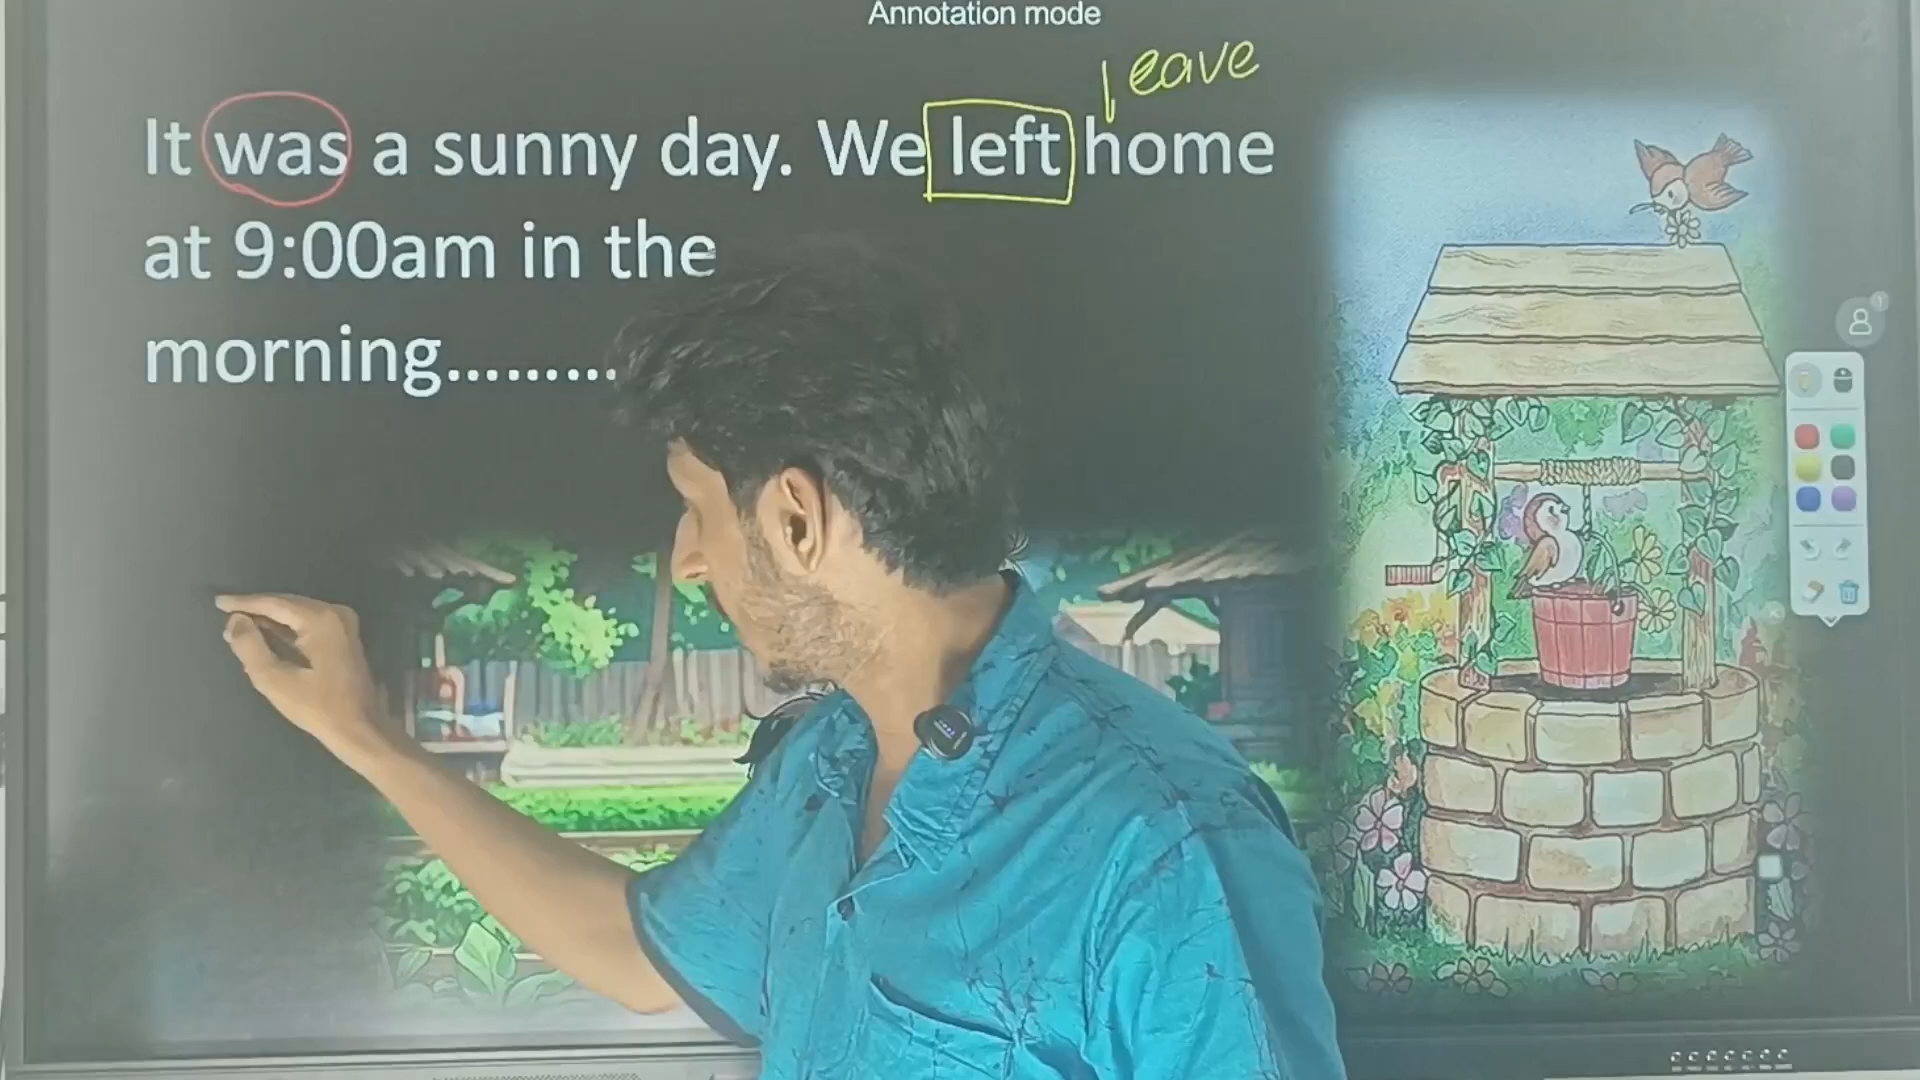 Annotation mode
leave
It was a sunny day. We left home
at 9:00am in the
morning.........